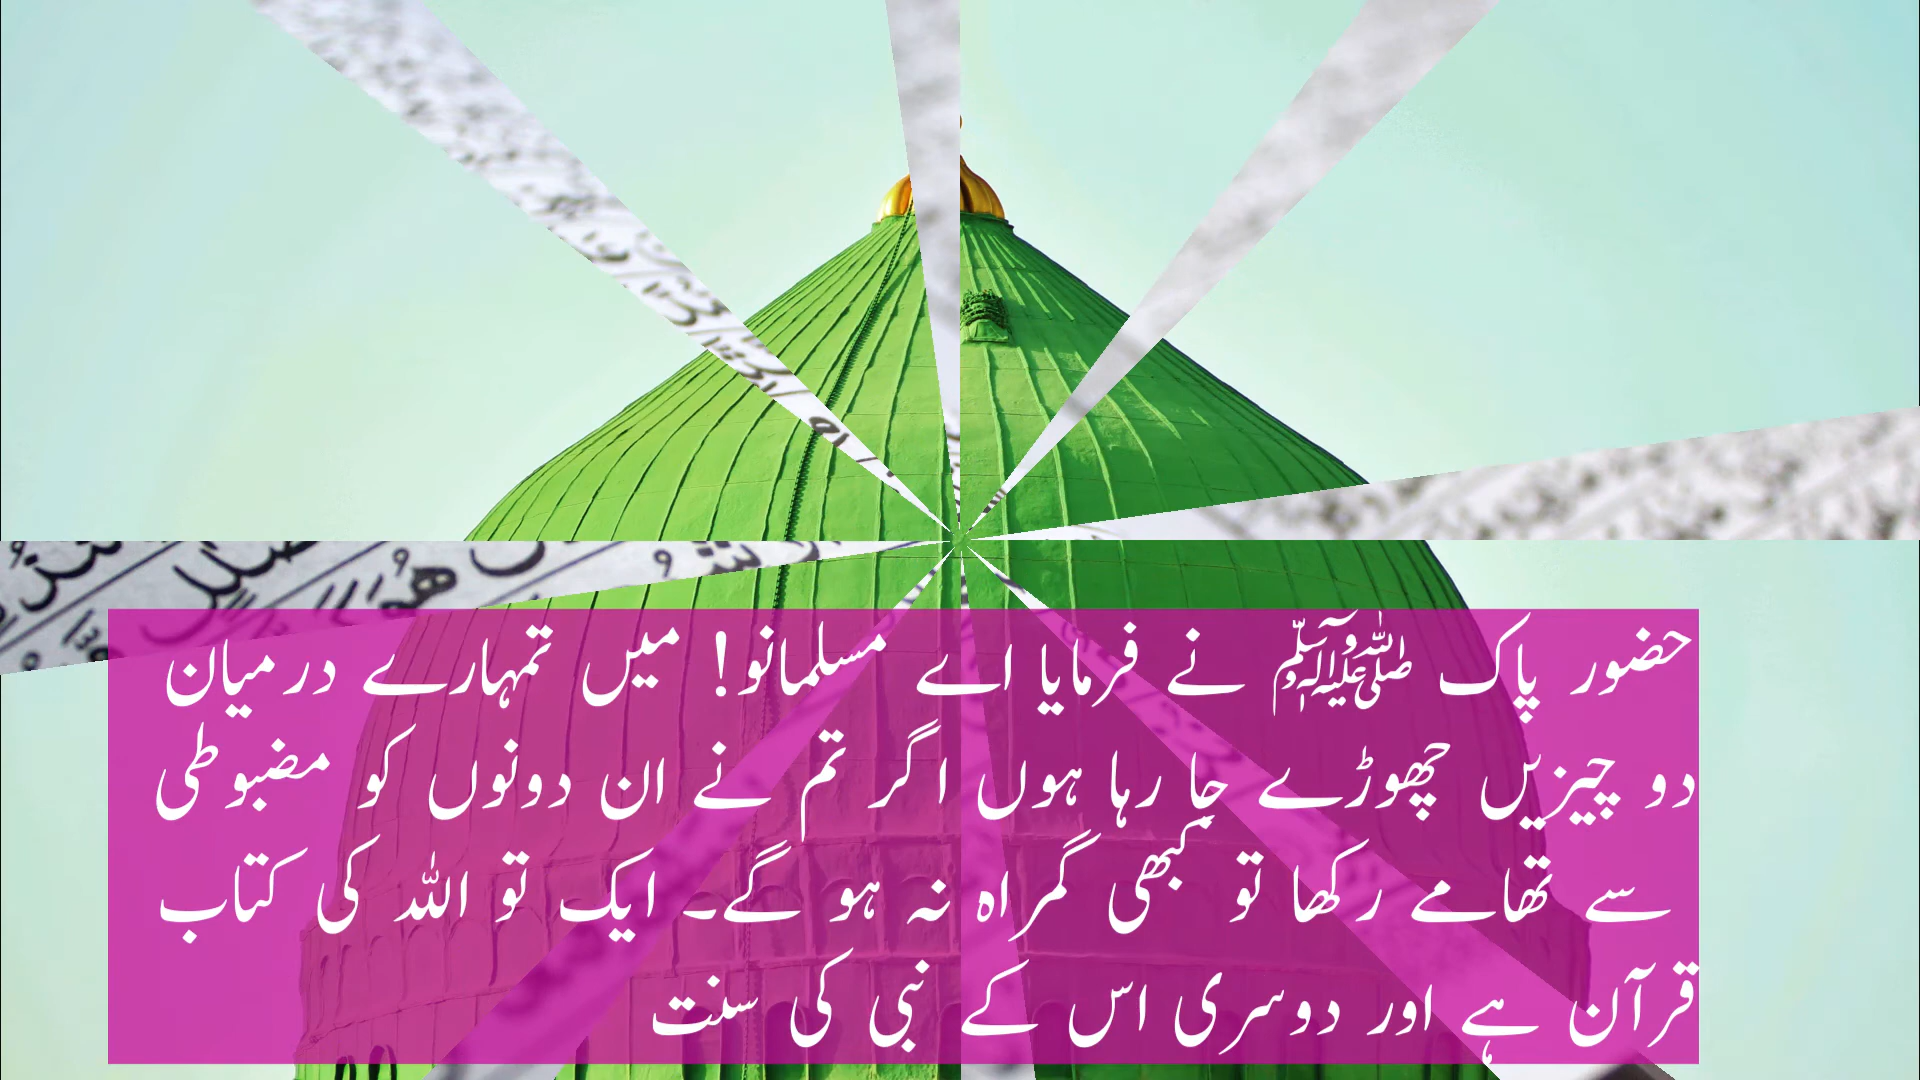 حضور پاک ﷺ نے فرمایا اے مسلمانو! میں تمہارے درمیان
دو چیزیں چھوڑے جا رہا ہوں اگر تم نے ان دونوں کو مضبوطی
سے تھامے رکھا تو کبھی گمراہ نہ ہو گے۔ ایک تو اللہ کی کتاب
قرآن ہے اور دوسری اس کے نبی کی سنت